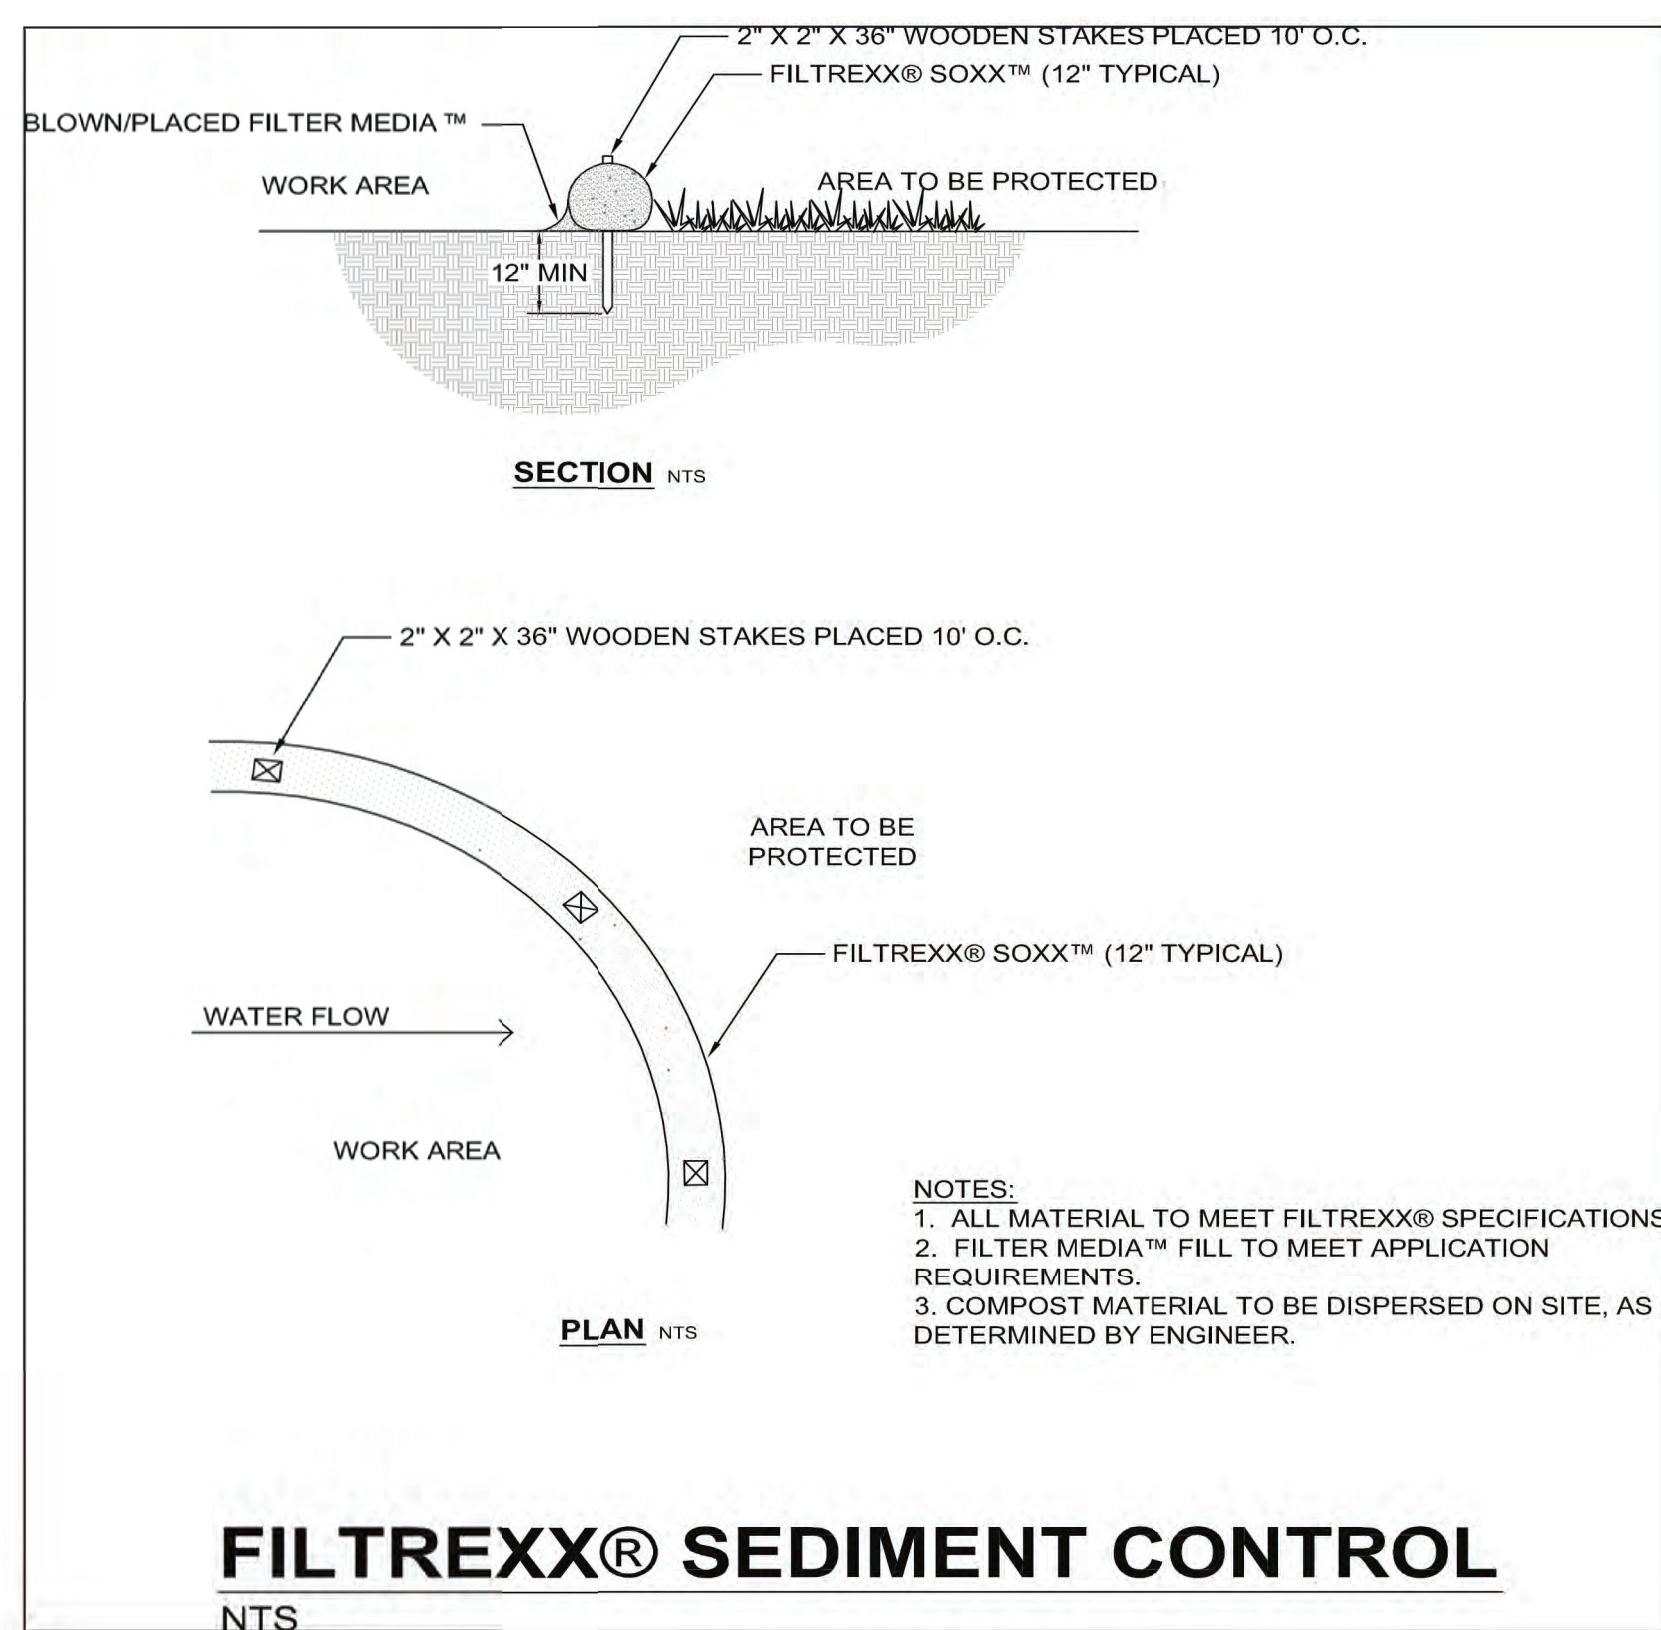 2" X 2" X 36" WOODEN STAKES PLACED 10' O.C.
FILTREXX® SOXX™ (12" TYPICAL)
BLOWN/PLACED FILTER MEDIA™
WORK AREA
AREA TO BE PROTECTED
12" MIN
SECTION NTS
2" X 2" X 36" WOODEN STAKES PLACED 10' O.C.
AREA TO BE
PROTECTED
FILTREXX® SOXX™ (12" TYPICAL)
WATER FLOW
WORK AREA
NOTES:
1. ALL MATERIAL TO MEET FILTREXX® SPECIFICATIONS
2. FILTER MEDIA™ FILL TO MEET APPLICATION
REQUIREMENTS.
3. COMPOST MATERIAL TO BE DISPERSED ON SITE, AS
DETERMINED BY ENGINEER.
PLAN NTS
FILTREXX® SEDIMENT CONTROL
NTS